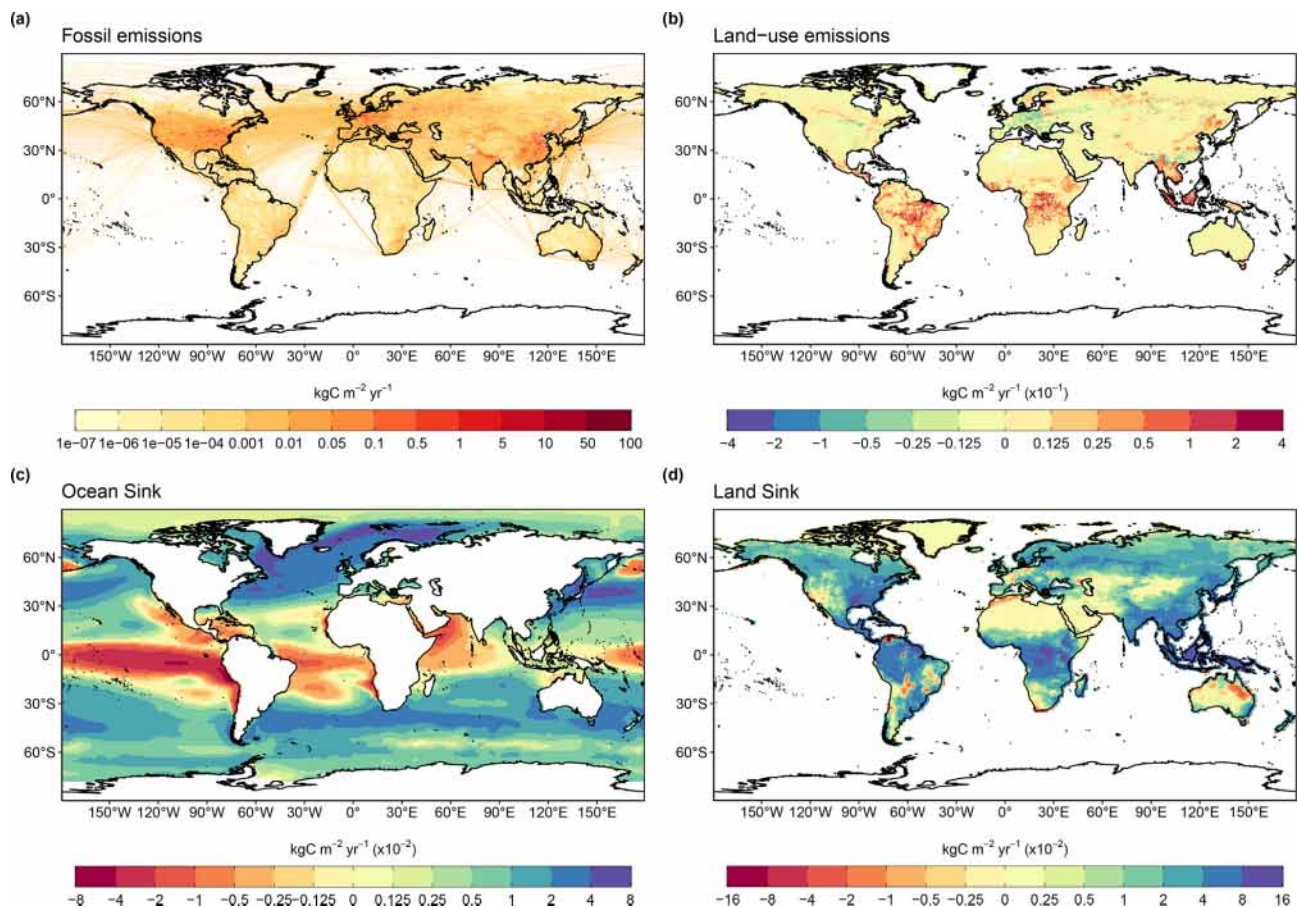 (a)
Fossil emissions
60°N
30°N
0°
30°S
60°S
150°W 120°W 90°W 60°W 30°W 0° 30°E 60°E 90°E 120°E 150°E
kgC m⁻² yr⁻¹
1e-07 1e-06 1e-05 1e-04 0.001 0.01 0.05 0.1 0.5 1 5 10 50 100
(b)
Land-use emissions
60°N
30°N
0°
30°S
60°S
150°W 120°W 90°W 60°W 30°W 0° 30°E 60°E 90°E 120°E 150°E
kgC m⁻² yr⁻¹ (x10⁻¹)
−4 −2 −1 −0.5 −0.25 −0.125 0 0.125 0.25 0.5 1 2 4
(c)
Ocean Sink
60°N
30°N
0°
30°S
60°S
150°W 120°W 90°W 60°W 30°W 0° 30°E 60°E 90°E 120°E 150°E
kgC m⁻² yr⁻¹ (x10⁻²)
−8 −4 −2 −1 −0.5 −0.25 −0.125 0 0.125 0.25 0.5 1 2 4 8
(d)
Land Sink
60°N
30°N
0°
30°S
60°S
150°W 120°W 90°W 60°W 30°W 0° 30°E 60°E 90°E 120°E 150°E
kgC m⁻² yr⁻¹ (x10⁻²)
−16 −8 −4 −2 −1 −0.5 −0.25 0 0.25 0.5 1 2 4 8 16